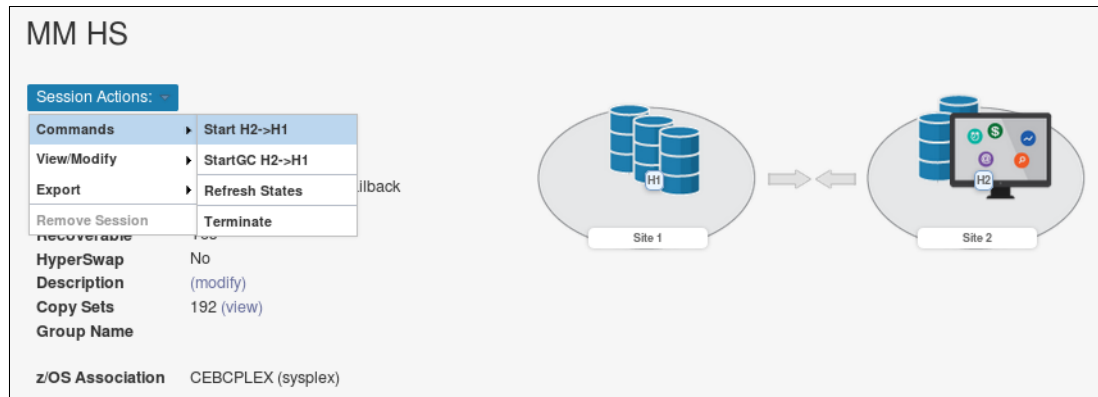 MM HS
Session Actions:
Commands
View/Modify
Export
Remove Session
Start H2->H1
StartGC H2->H1
Refresh States
Terminate
Recoverable
HyperSwap No
Description (modify)
Copy Sets 192 (view)
Group Name
z/OS Association CEBCPLEX (sysplex)
H1
Site 1
$
@
H2
Site 2